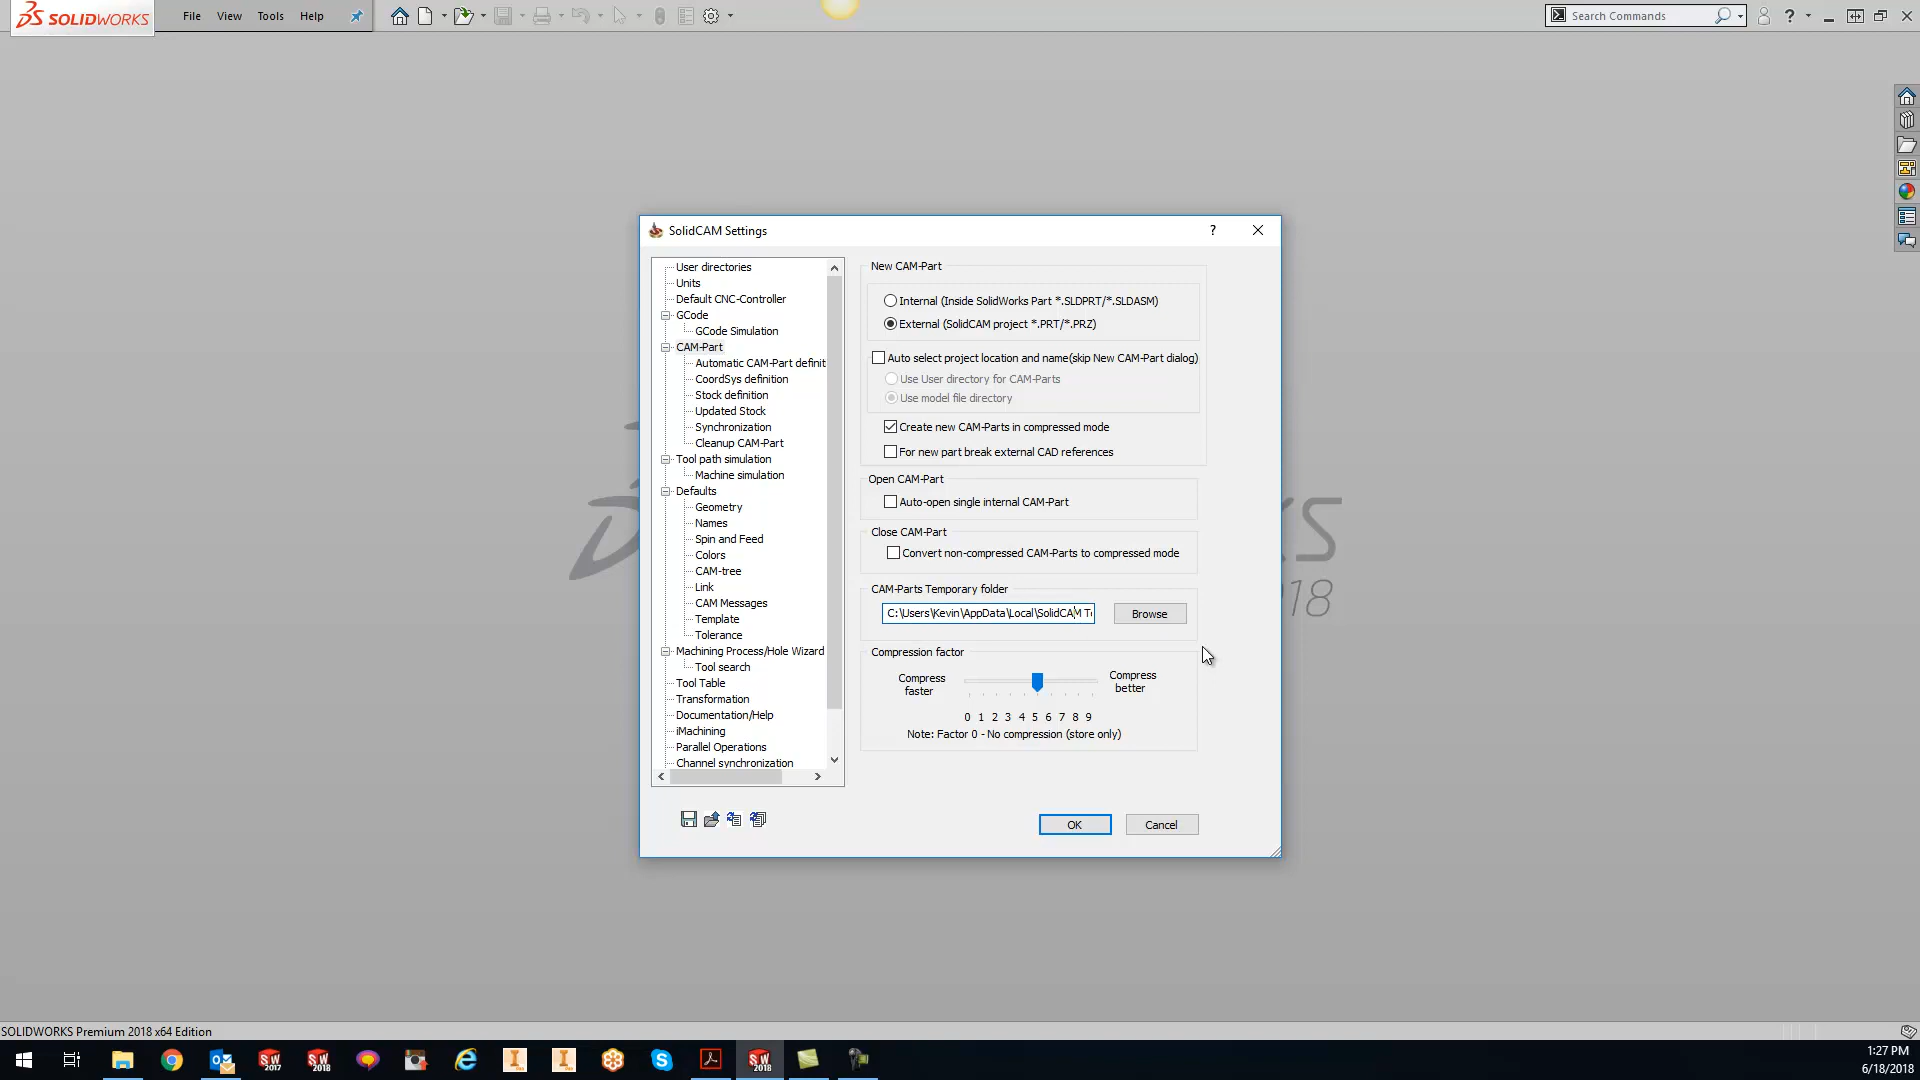 SOLIDWORKS
File
View
Tools
Help
Search Commands
?
SolidCAM Settings
?
User directories
Units
Default CNC-Controller
GCode
GCode Simulation
CAM-Part
Automatic CAM-Part definit
CoordSys definition
Stock definition
Updated Stock
Synchronization
Cleanup CAM-Part
Tool path simulation
Machine simulation
Defaults
Geometry
Names
Spin and Feed
Colors
CAM-tree
Link
CAM Messages
Template
Tolerance
Machining Process/Hole Wizard
Tool search
Tool Table
Transformation
Documentation/Help
iMachining
Parallel Operations
Channel synchronization
New CAM-Part
Internal (Inside SolidWorks Part *.SLDPRT/*.SLDASM)
External (SolidCAM project *.PRT/*.PRZ)
Auto select project location and name(skip New CAM-Part dialog)
Use User directory for CAM-Parts
Use model file directory
Create new CAM-Parts in compressed mode
For new part break external CAD references
Open CAM-Part
Auto-open single internal CAM-Part
Close CAM-Part
Convert non-compressed CAM-Parts to compressed mode
CAM-Parts Temporary folder
C:\Users\Kevin\AppData\Local\SolidCAM T
Browse
Compression factor
Compress
faster
Compress
better
0 1 2 3 4 5 6 7 8 9
Note: Factor 0 - No compression (store only)
OK
Cancel
KS
18
SOLIDWORKS Premium 2018 x64 Edition
SW
2017
SW
2018
SW
2018
1:27 PM
6/18/2018